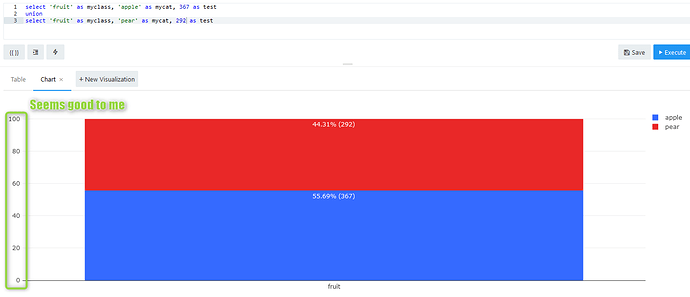 1 select 'fruit' as myclass, 'apple' as mycat, 367 as test
2 union
3 select 'fruit' as myclass, 'pear' as mycat, 292 as test
{{ }}
Save
Execute
Table
Chart ×
+ New Visualization
Seems good to me
100
80
60
40
20
0
44.31% (292)
55.69% (367)
fruit
apple
pear